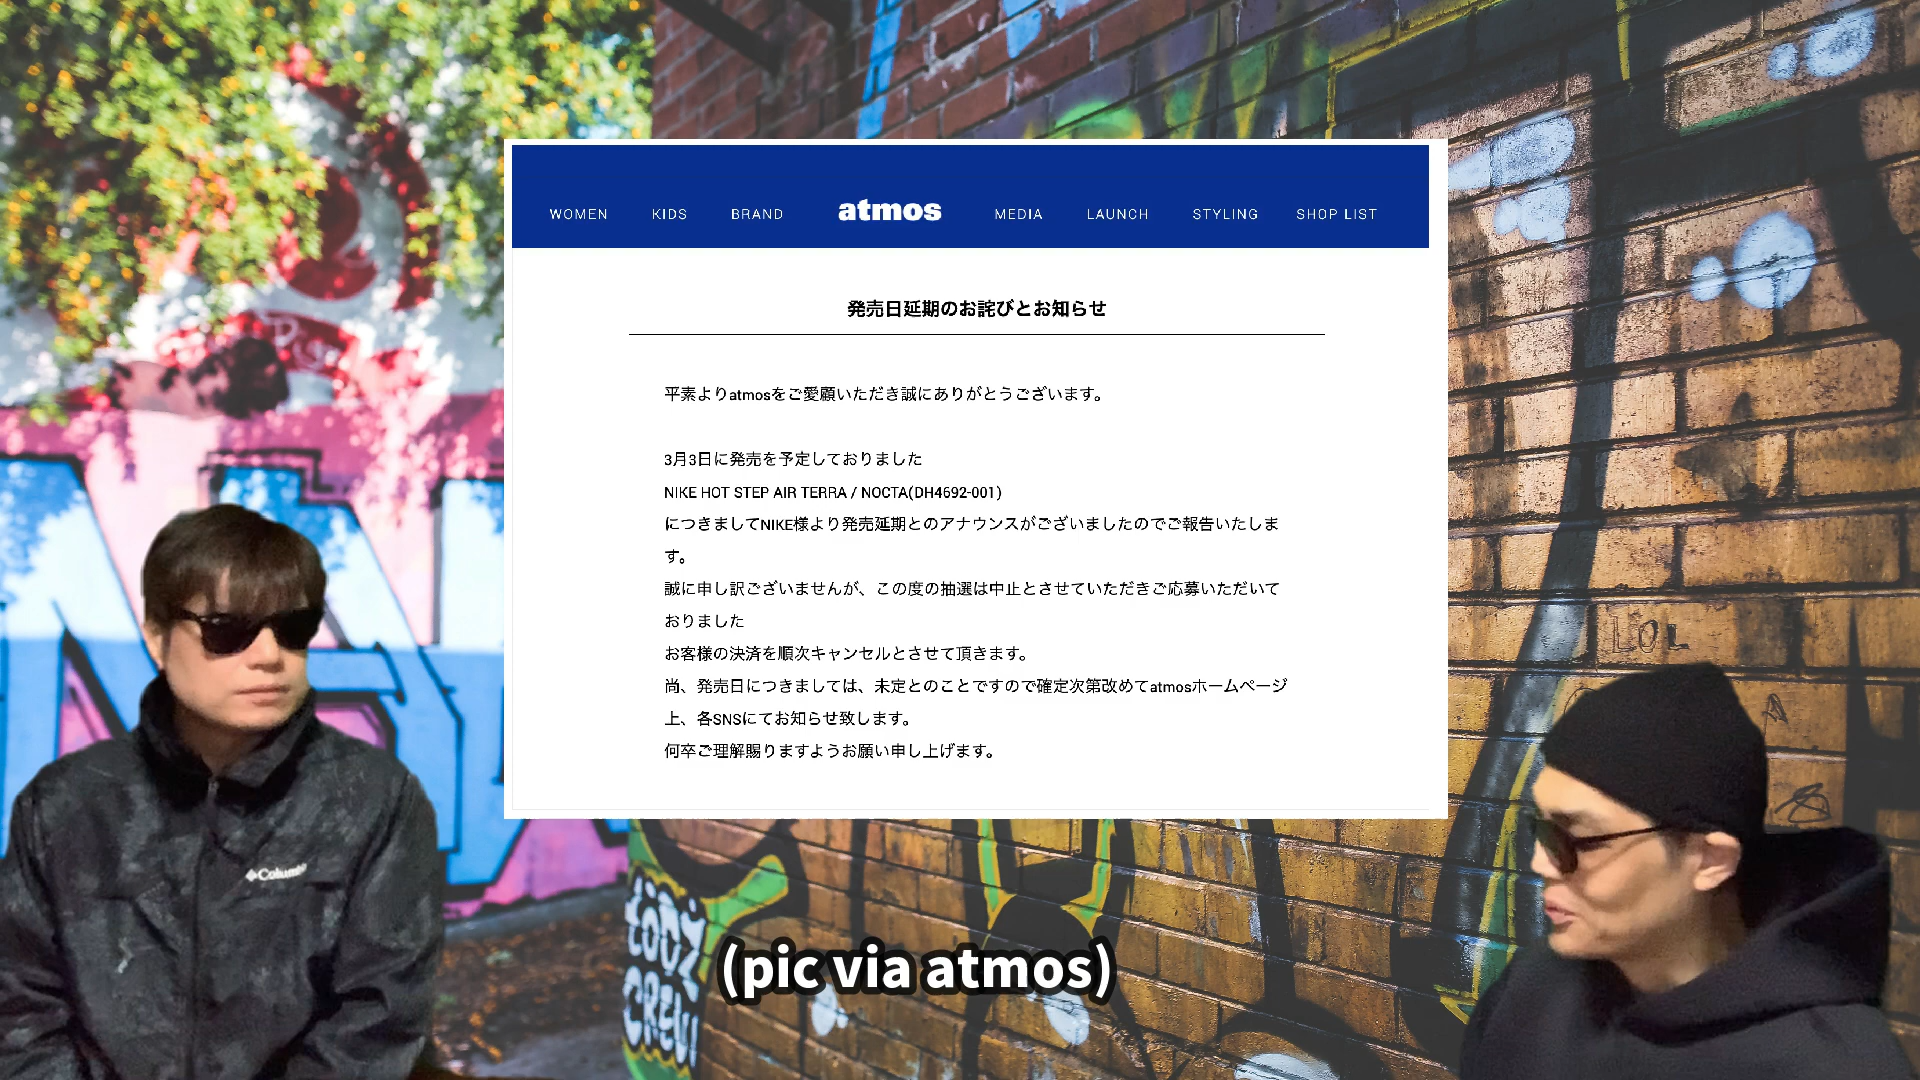 WOMEN KIDS BRAND atmos MEDIA LAUNCH STYLING SHOP LIST
発売日延期のお詫びとお知らせ
平素よりatmosをご愛顧いただき誠にありがとうございます。
3月3日に発売を予定しておりました
NIKE HOT STEP AIR TERRA / NOCTA(DH4692-001)
につきましてNIKE様より発売延期とのアナウンスがございましたのでご報告いたしま
す。
誠に申し訳ございませんが、この度の抽選は中止とさせていただきご応募いただいて
おりました
お客様の決済を順次キャンセルとさせて頂きます。
尚、発売日につきましては、未定とのことですので確定次第改めてatmosホームページ
上、各SNSにてお知らせ致します。
何卒ご理解賜りますようお願い申し上げます。
LOL
Columbia
CREW
(pic via atmos)